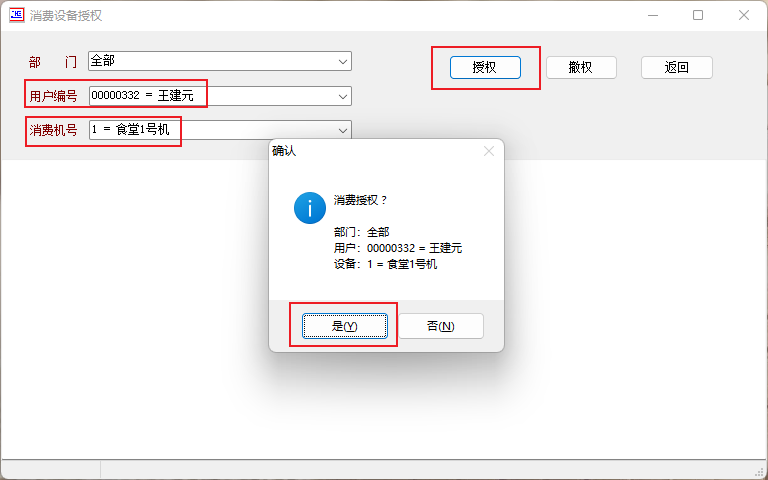 消费设备授权
部 门 全部
授权 撤权 返回
用户编号 00000332 = 王建元
消费机号 1 = 食堂1号机
确认
消费授权？
部门：全部
用户：00000332 = 王建元
设备：1 = 食堂1号机
是(Y) 否(N)